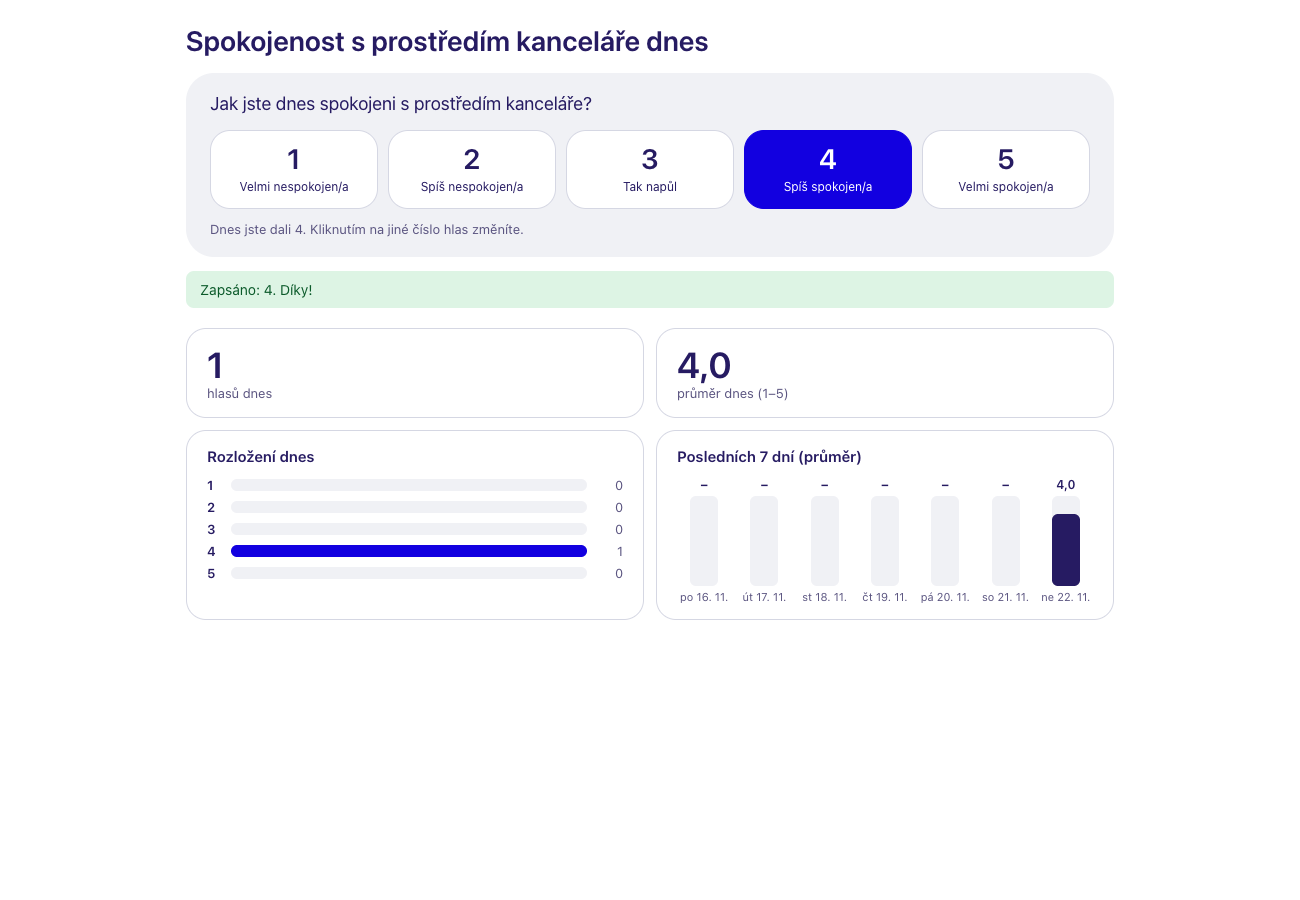 Spokojenost s prostředím kanceláře dnes
Jak jste dnes spokojeni s prostředím kanceláře?
1
Velmi nespokojen/a
2
Spíš nespokojen/a
3
Tak napůl
4
Spíš spokojen/a
5
Velmi spokojen/a
Dnes jste dali 4. Kliknutím na jiné číslo hlas změníte.
Zapsáno: 4. Díky!
1
hlasů dnes
4,0
průměr dnes (1–5)
Rozložení dnes
1 0
2 0
3 0
4 1
5 0
Posledních 7 dní (průměr)
– – – – – – 4,0
po 16. 11. út 17. 11. st 18. 11. čt 19. 11. pá 20. 11. so 21. 11. ne 22. 11.